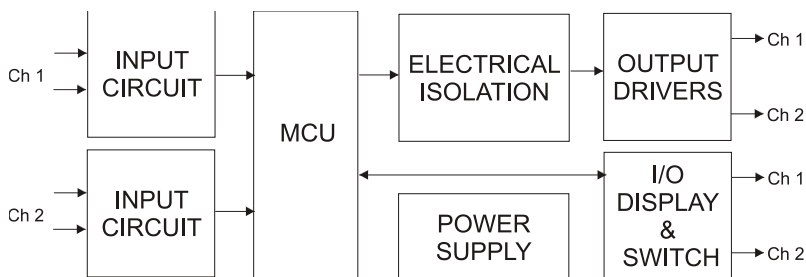 Ch 1
INPUT
CIRCUIT
MCU
ELECTRICAL
ISOLATION
OUTPUT
DRIVERS
Ch 1
Ch 2
Ch 2
INPUT
CIRCUIT
POWER
SUPPLY
I/O
DISPLAY
&
SWITCH
Ch 1
Ch 2